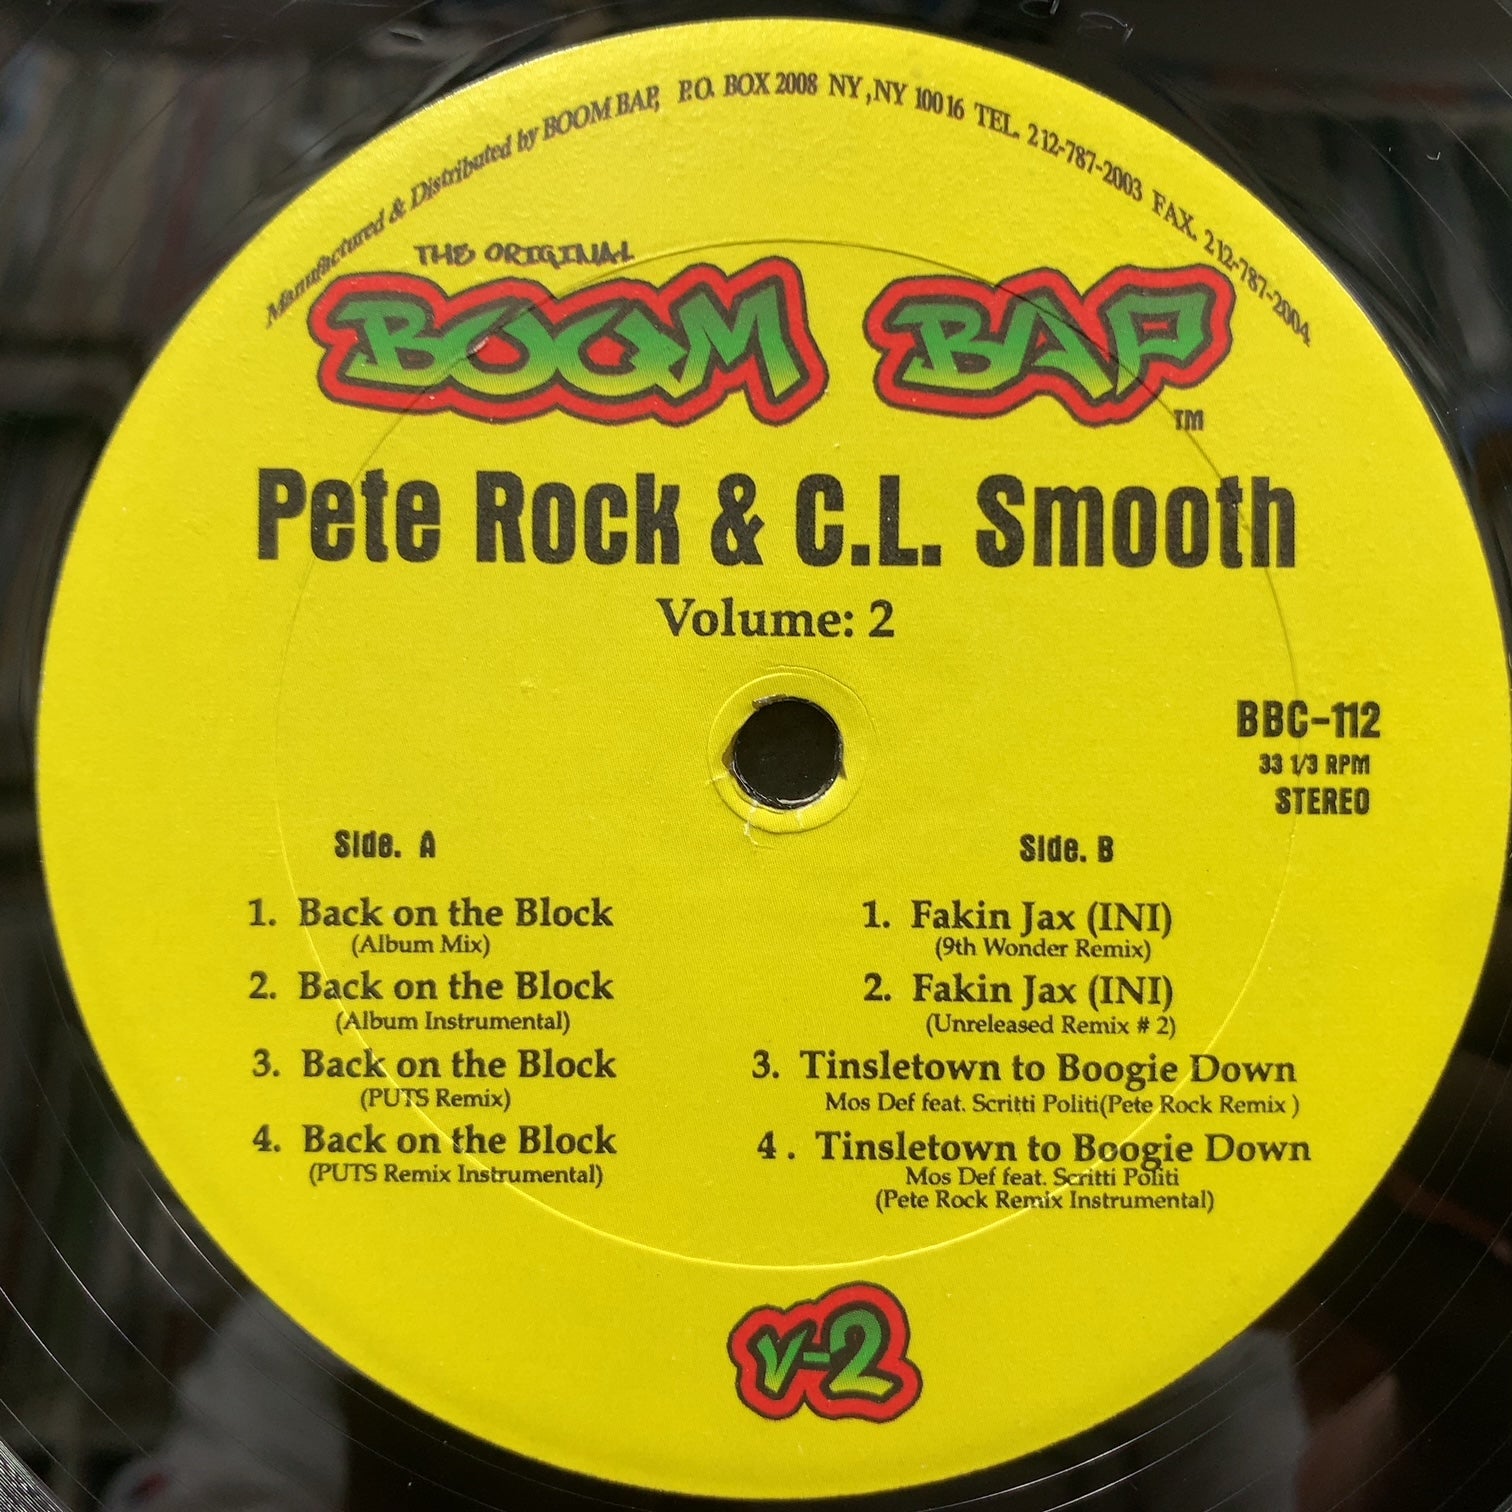 Manufactured & Distributed by BOOM BAP, P.O. BOX 2008 NY, NY 10016 TEL. 212-787-2003 FAX. 212-787-2004
THE ORIGINAL
BOOM BAP
TM
Pete Rock & C.L. Smooth
Volume: 2
BBC-112
33 1/3 RPM
STEREO
Side. A
1. Back on the Block
(Album Mix)
2. Back on the Block
(Album Instrumental)
3. Back on the Block
(PUTS Remix)
4. Back on the Block
(PUTS Remix Instrumental)
Side. B
1. Fakin Jax (INI)
(9th Wonder Remix)
2. Fakin Jax (INI)
(Unreleased Remix # 2)
3. Tinsletown to Boogie Down
Mos Def feat. Scritti Politi(Pete Rock Remix )
4 . Tinsletown to Boogie Down
Mos Def feat. Scritti Politi
(Pete Rock Remix Instrumental)
v-2